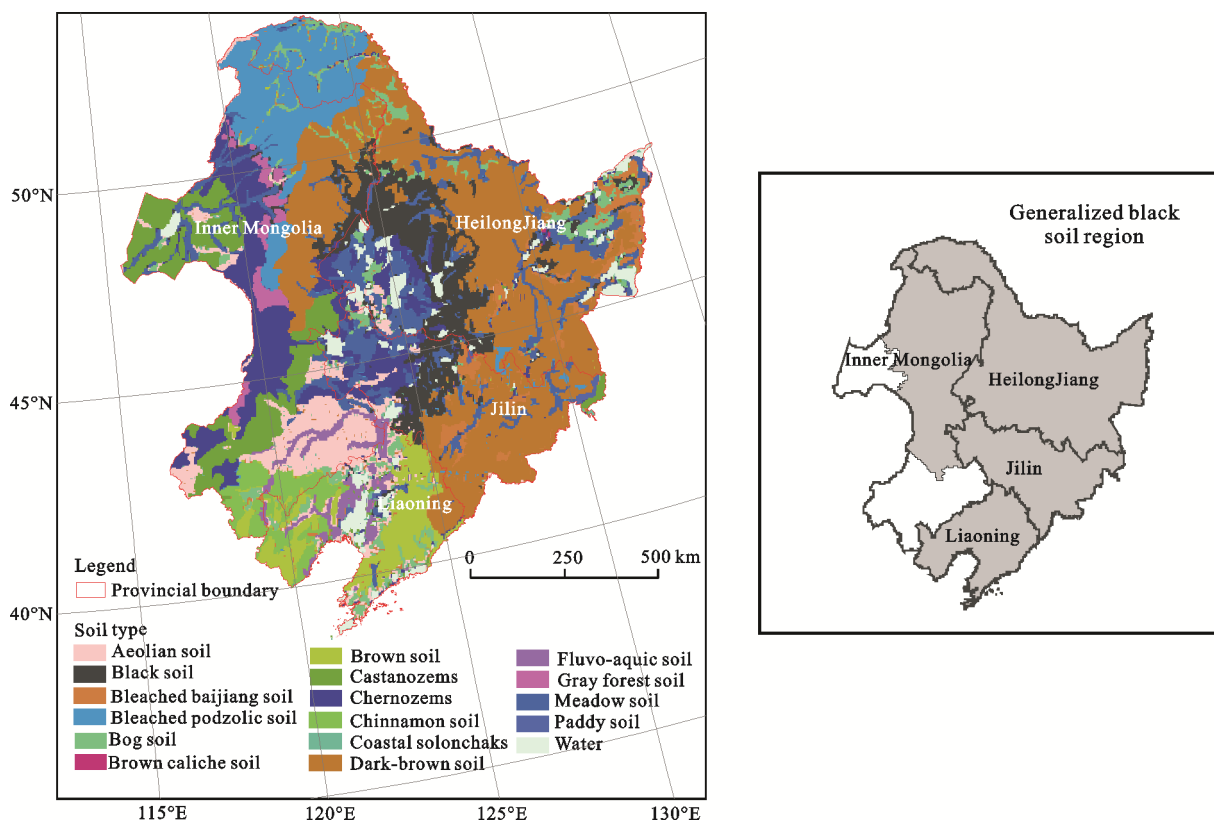 50°N
45°N
40°N
115°E
120°E
125°E
130°E
Inner Mongolia
HeilongJiang
Jilin
Liaoning
0 250 500 km
Legend
Provincial boundary
Soil type
Aeolian soil
Black soil
Bleached baijiang soil
Bleached podzolic soil
Bog soil
Brown caliche soil
Brown soil
Castanozems
Chernozems
Chinnamon soil
Coastal solonchaks
Dark-brown soil
Fluvo-aquic soil
Gray forest soil
Meadow soil
Paddy soil
Water
Generalized black
soil region
Inner Mongolia
HeilongJiang
Jilin
Liaoning